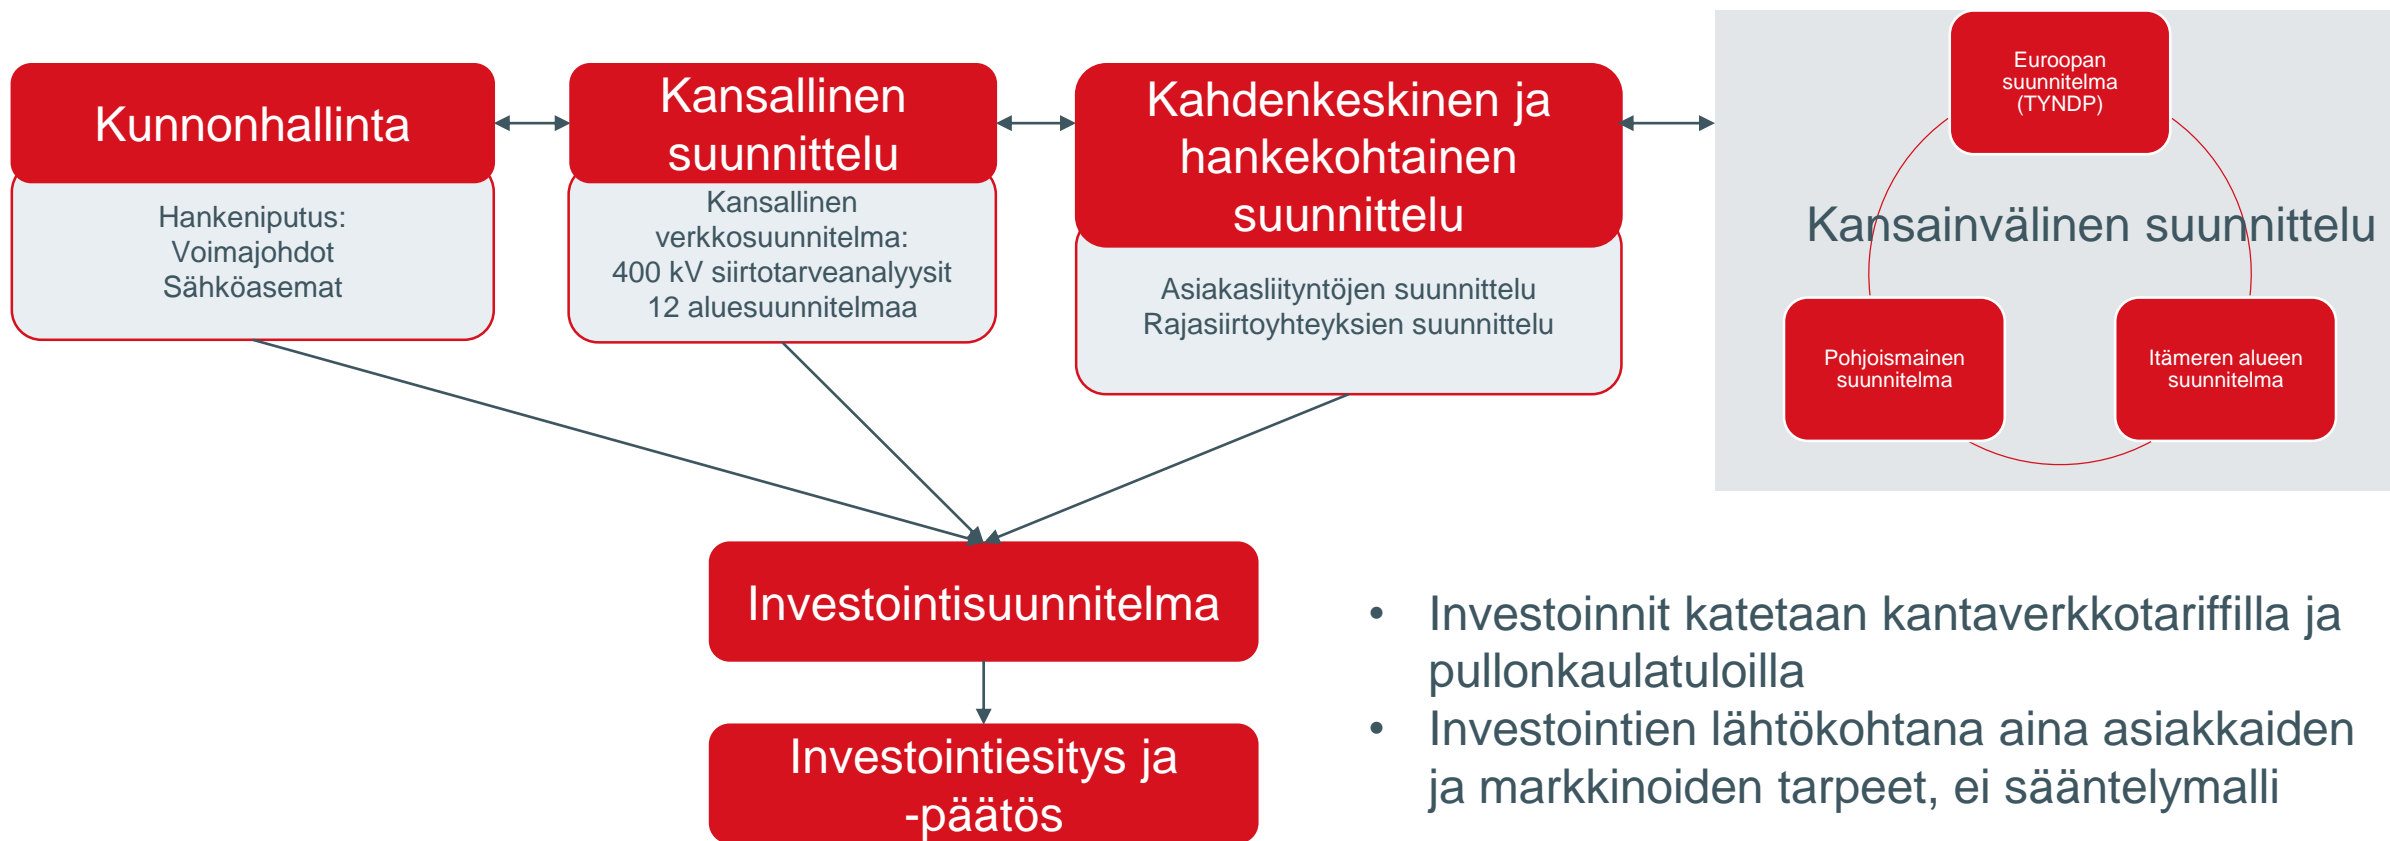 Kunnonhallinta
Hankeniputus:
Voimajohdot
Sähköasemat
Kansallinen
suunnittelu
Kansallinen
verkkosuunnitelma:
400 kV siirtotarveanalyysit
12 aluesuunnitelmaa
Kahdenkeskinen ja
hankekohtainen
suunnittelu
Asiakasliityntöjen suunnittelu
Rajasiirtoyhteyksien suunnittelu
Euroopan
suunnitelma
(TYNDP)
Kansainvälinen suunnittelu
Pohjoismainen
suunnitelma
Itämeren alueen
suunnitelma
Investointisuunnitelma
Investointiesitys ja
-päätös
• Investoinnit katetaan kantaverkkotariffilla ja
pullonkaulatuloilla
• Investointien lähtökohtana aina asiakkaiden
ja markkinoiden tarpeet, ei sääntelymalli